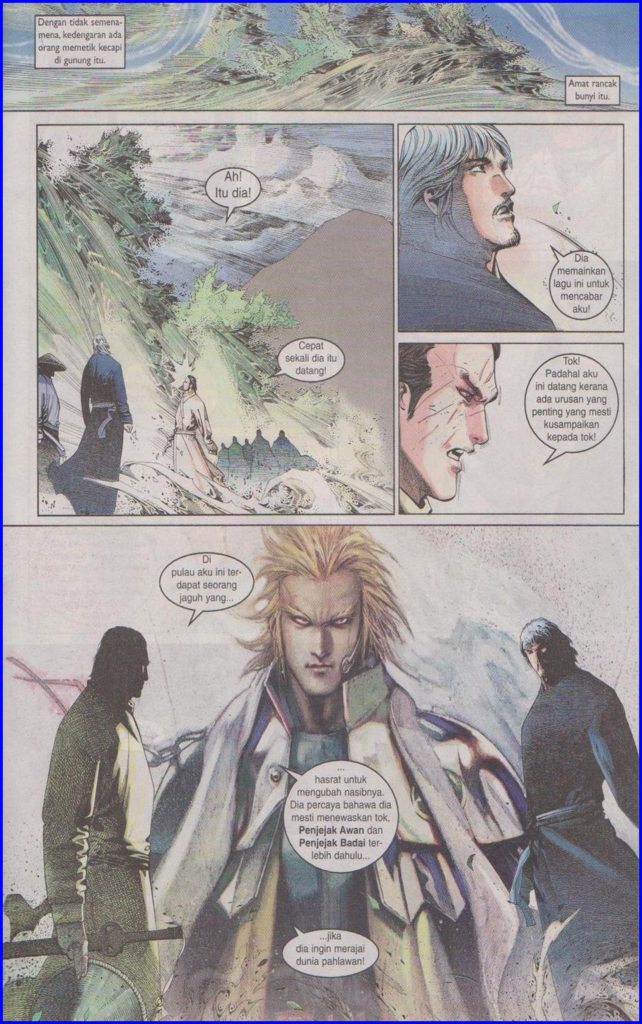 Dengan tidak semena-
mena, kedengaran ada
orang memetik kecapi
di gunung itu.
Amat rancak
bunyi itu.
Ah!
Itu dia!
Cepat
sekali dia itu
datang!
Dia
memainkan
lagu ini untuk
mencabar
aku!
Tok!
Padahal aku
ini datang kerana
ada urusan yang
penting yang mesti
kusampaikan
kepada tok!
Di
pulau aku ini ter-
dapat seorang
jaguh yang...
...
hasrat untuk
mengubah nasibnya.
Dia percaya bahawa dia
mesti menewaskan tok,
Penjejak Awan dan
Penjejak Badai ter-
lebih dahulu...
...jika
dia ingin merajai
dunia pahlawan!